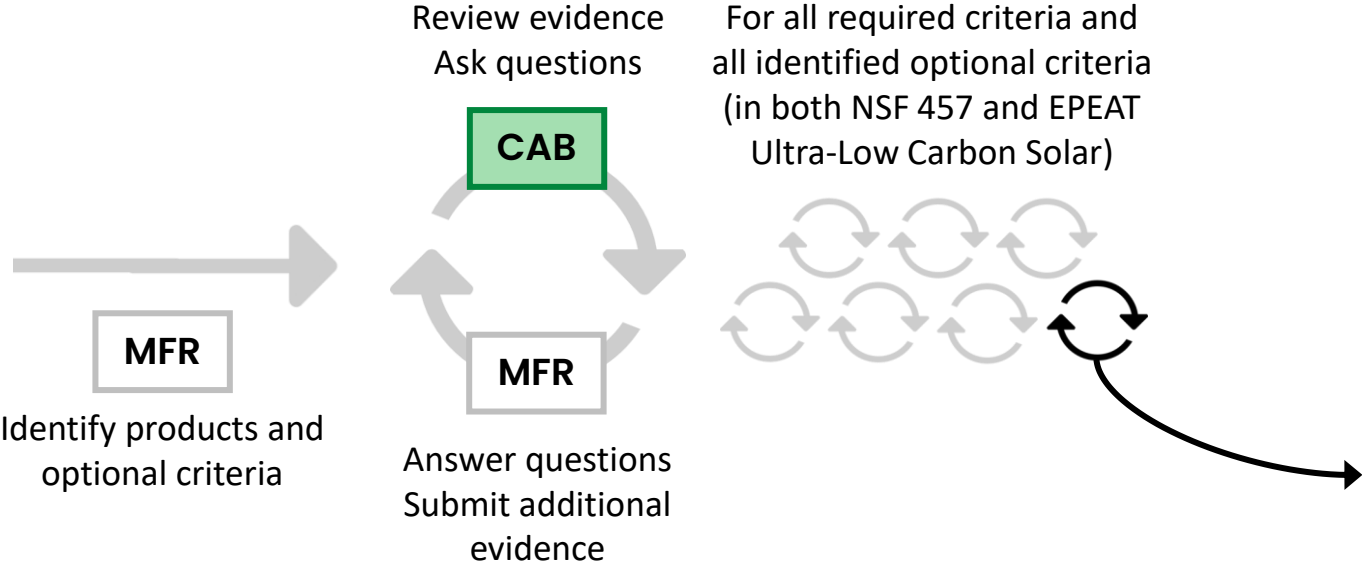 Review evidence
Ask questions
CAB
MFR
Answer questions
Submit additional
evidence
MFR
Identify products and
optional criteria
For all required criteria and
all identified optional criteria
(in both NSF 457 and EPEAT
Ultra-Low Carbon Solar)